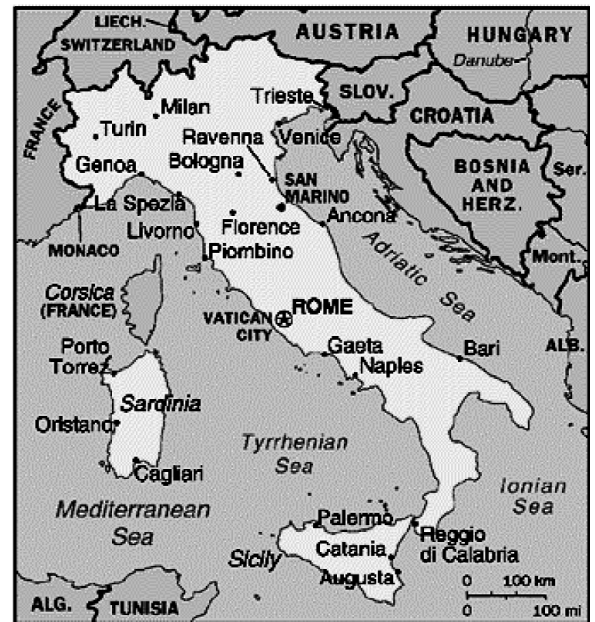 LIECH.
AUSTRIA
HUNGARY
SWITZERLAND
Danube
Trieste
SLOV.
CROATIA
Milan
FRANCE
Turin
Ravenna
Venice
Genoa
Bologna
BOSNIA
AND
HERZ.
Ser.
SAN
MARINO
La Spezia
Florence
Ancona
Livorno
MONACO
Piombino
Adriatic Sea
Mont.
Corsica
(FRANCE)
ROME
VATICAN
CITY
ALB.
Porto
Torrez
Gaeta
Bari
Naples
Sardinia
Oristano
Tyrrhenian
Sea
Cagliari
Ionian
Sea
Mediterranean
Sea
Palermo
Reggio
di Calabria
Sicily
Catania
Augusta
0 100 km
0 100 mi
ALG.
TUNISIA